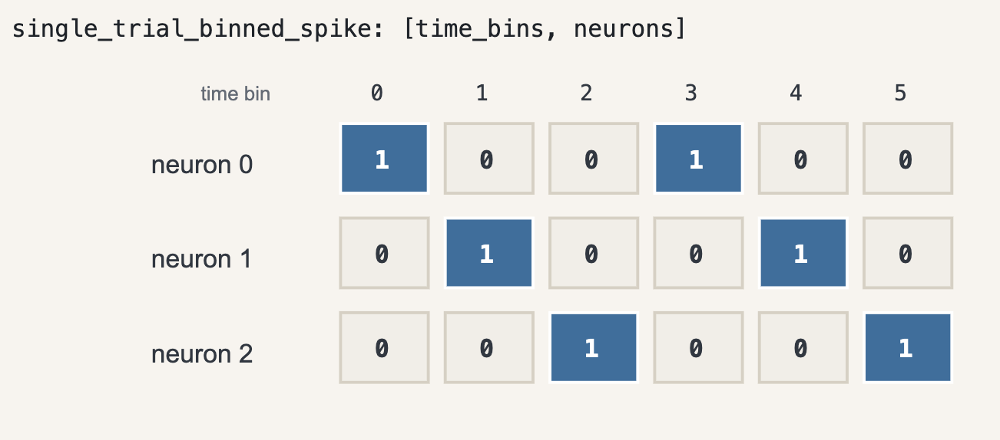 single_trial_binned_spike: [time_bins, neurons]
time bin 0 1 2 3 4 5
neuron 0 1 0 0 1 0 0
neuron 1 0 1 0 0 1 0
neuron 2 0 0 1 0 0 1